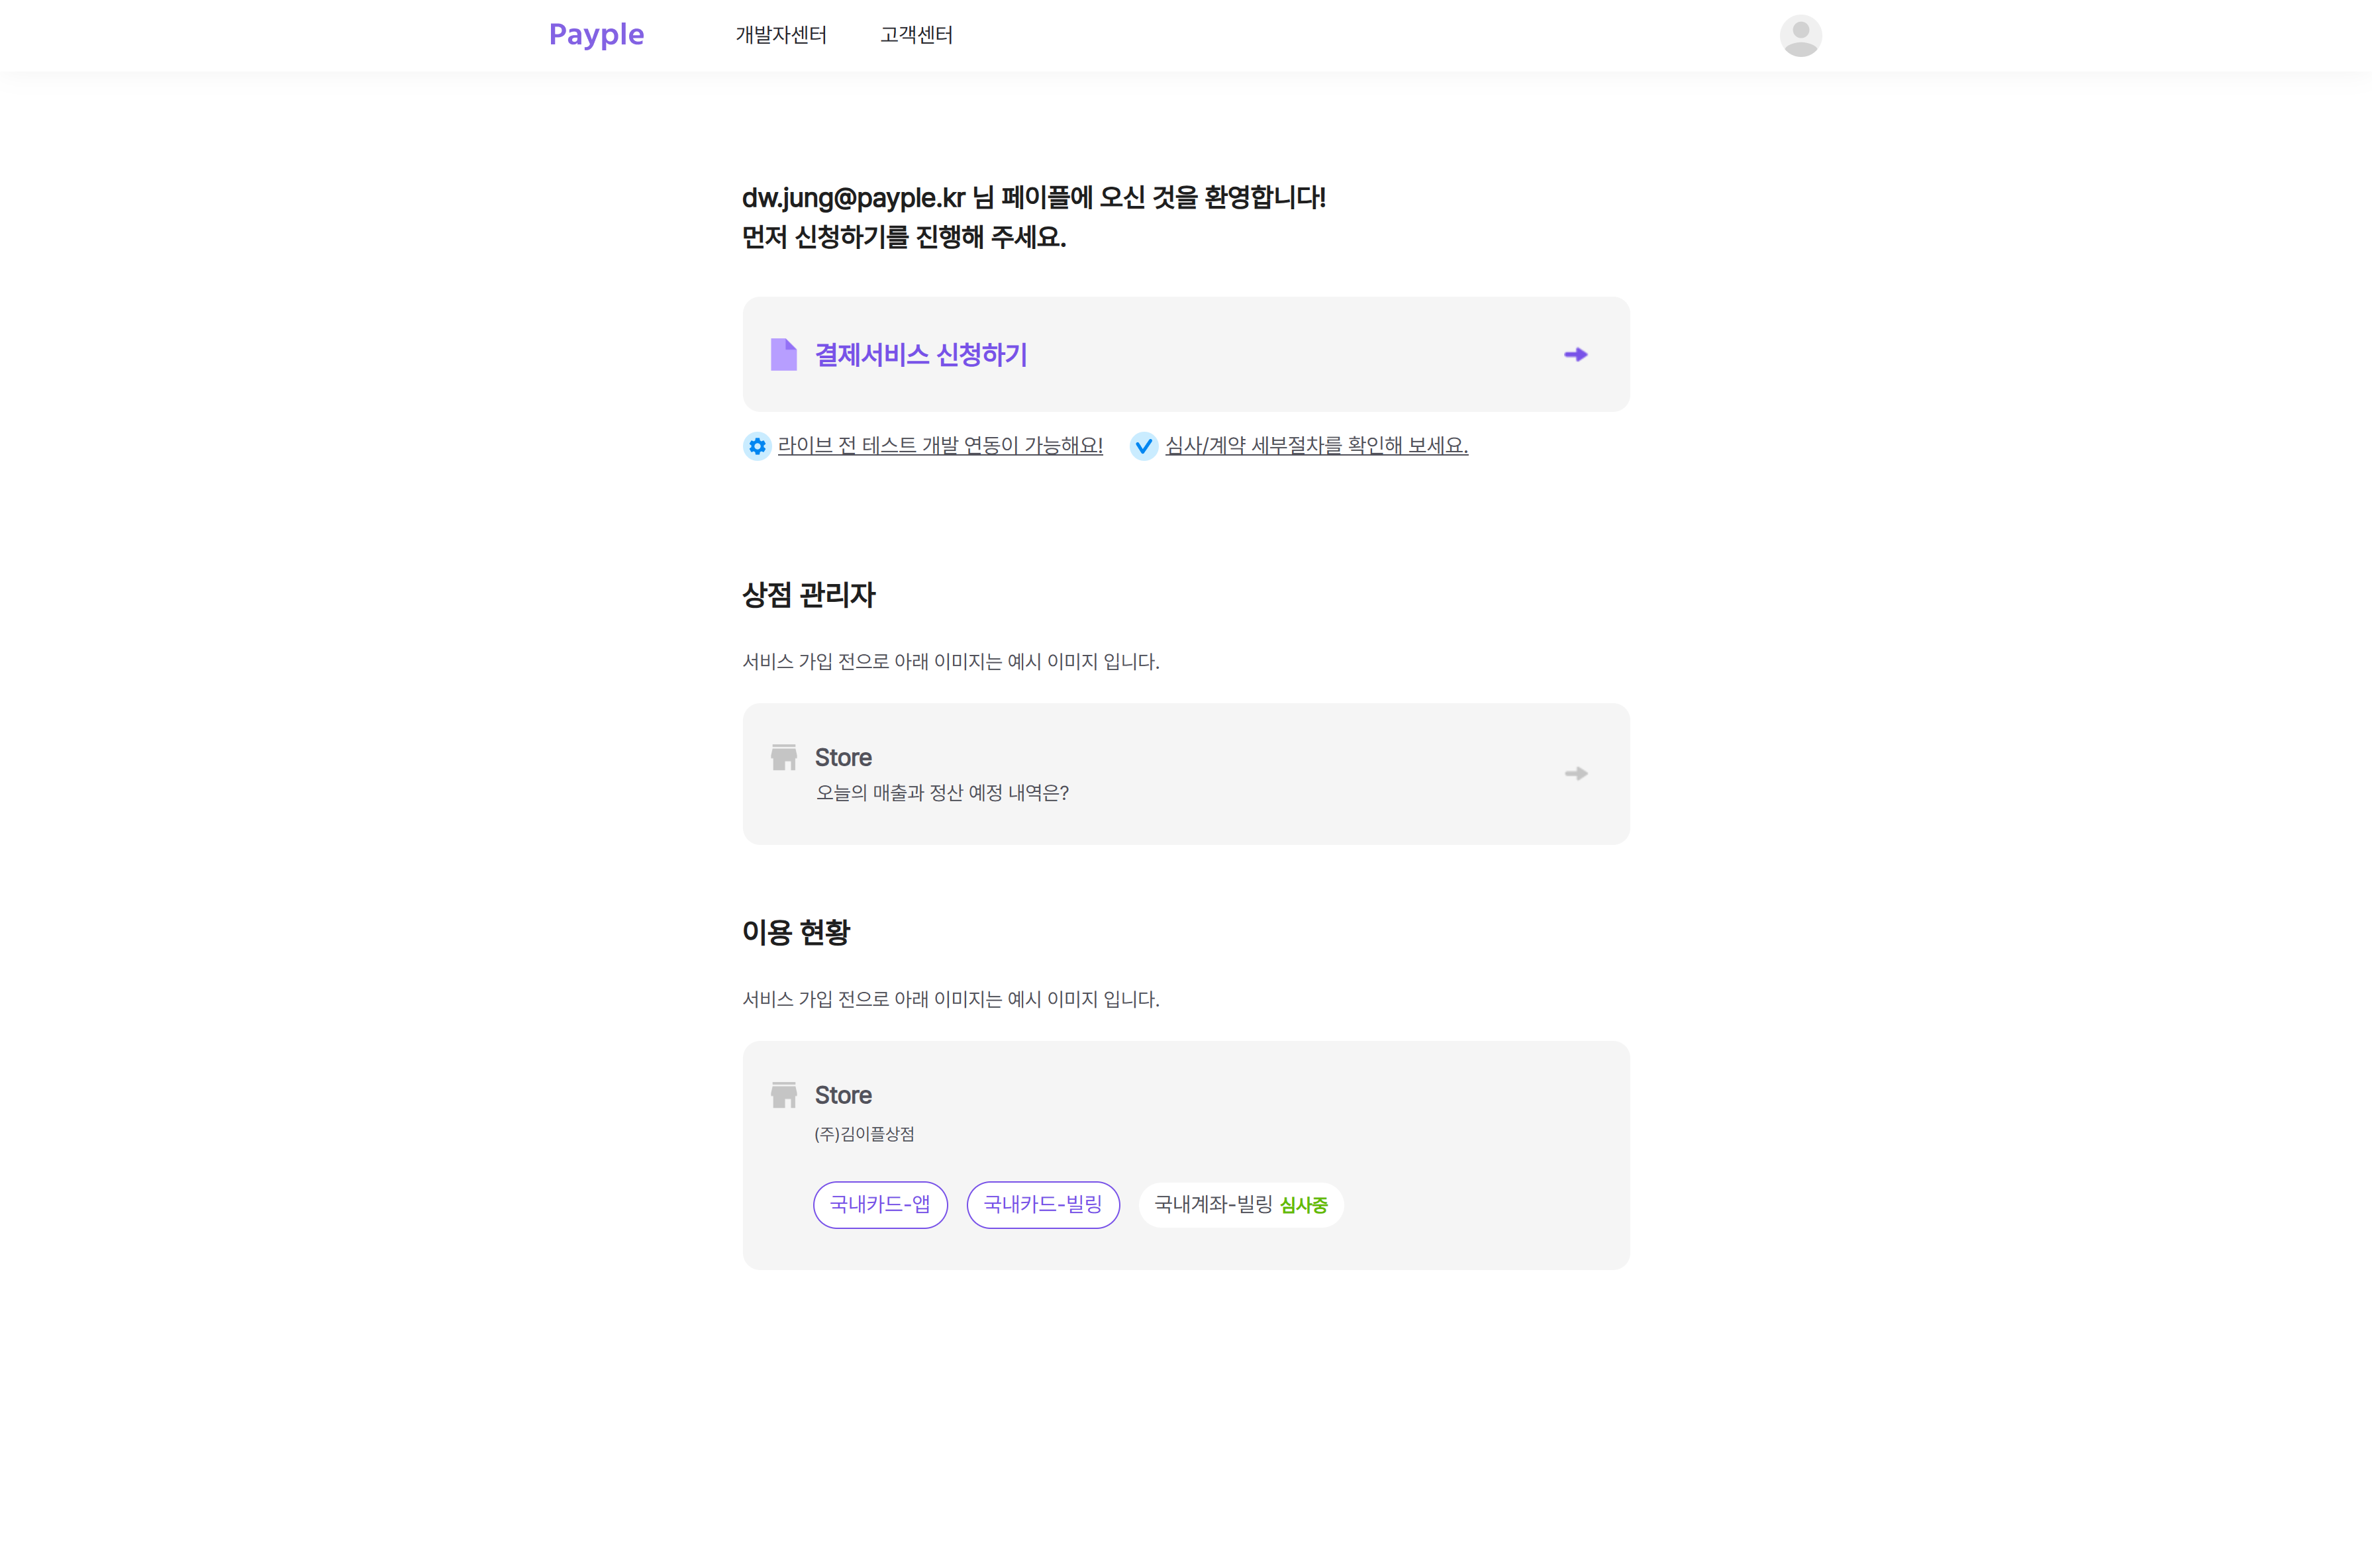 Payple
개발자센터
고객센터
dw.jung@payple.kr 님 페이플에 오신 것을 환영합니다!
먼저 신청하기를 진행해 주세요.
결제서비스 신청하기
라이브 전 테스트 개발 연동이 가능해요!
심사/계약 세부절차를 확인해 보세요.
상점 관리자
서비스 가입 전으로 아래 이미지는 예시 이미지 입니다.
Store
오늘의 매출과 정산 예정 내역은?
이용 현황
서비스 가입 전으로 아래 이미지는 예시 이미지 입니다.
Store
(주)김이플상점
국내카드-앱
국내카드-빌링
국내계좌-빌링 심사중